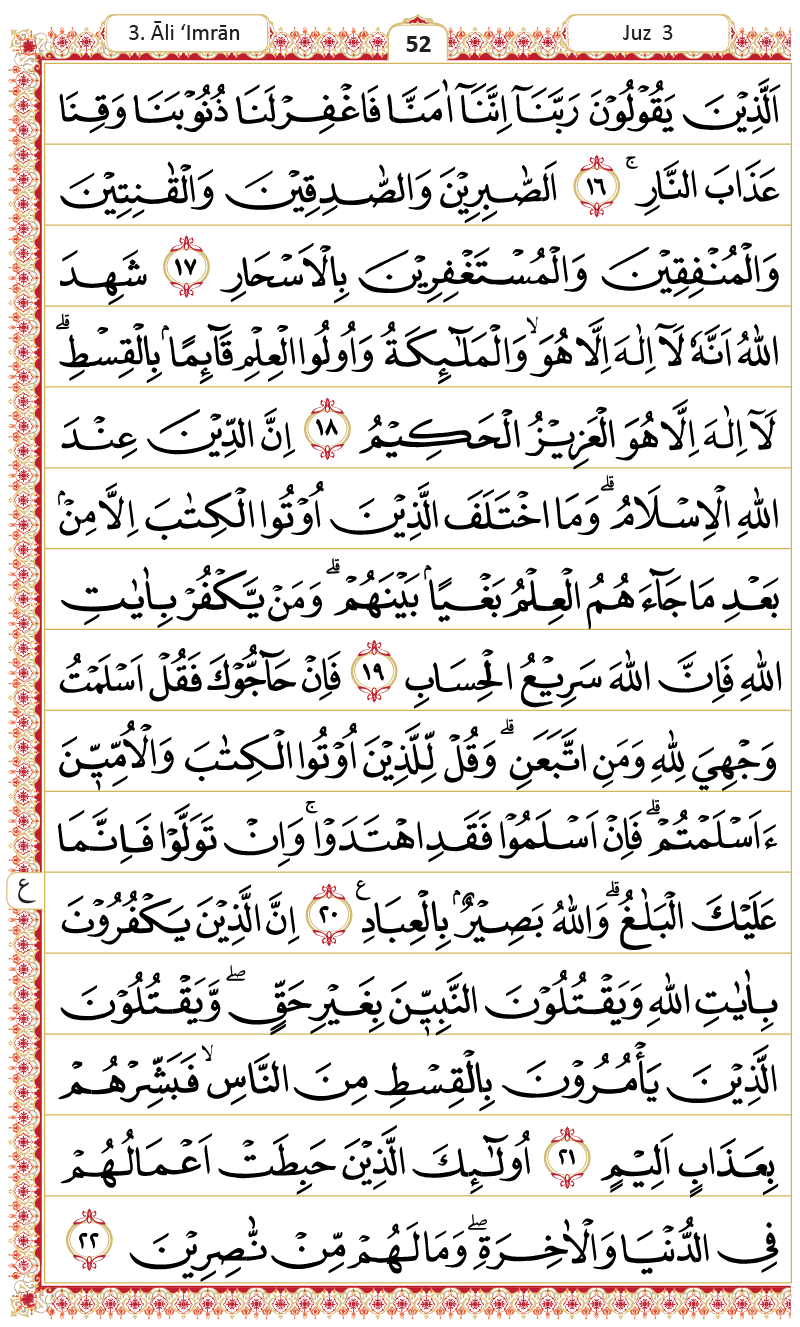 3. Āli ‘Imrān
52
Juz 3
اَلَّذِيْنَ يَقُوْلُوْنَ رَبَّنَآ اِنَّنَآ اٰمَنَّا فَاغْفِرْ لَنَا ذُنُوْبَنَا وَقِنَا
عَذَابَ النَّارِۚ ١٦ اَلصّٰبِرِيْنَ وَالصّٰدِقِيْنَ وَالْقٰنِتِيْنَ
وَالْمُنْفِقِيْنَ وَالْمُسْتَغْفِرِيْنَ بِالْاَسْحَارِ ١٧ شَهِدَ
اللّٰهُ اَنَّهٗ لَآ اِلٰهَ اِلَّا هُوَۙ وَالْمَلٰۤىِٕكَةُ وَاُولُوا الْعِلْمِ قَاۤىِٕمًاۢ بِالْقِسْطِۗ
لَآ اِلٰهَ اِلَّا هُوَ الْعَزِيْزُ الْحَكِيْمُ ١٨ اِنَّ الدِّيْنَ عِنْدَ
اللّٰهِ الْاِسْلَامُۗ وَمَا اخْتَلَفَ الَّذِيْنَ اُوْتُوا الْكِتٰبَ اِلَّا مِنْۢ
بَعْدِ مَا جَاۤءَهُمُ الْعِلْمُ بَغْيًاۢ بَيْنَهُمْۗ وَمَنْ يَّكْفُرْ بِاٰيٰتِ
اللّٰهِ فَاِنَّ اللّٰهَ سَرِيْعُ الْحِسَابِ ١٩ فَاِنْ حَاۤجُّوْكَ فَقُلْ اَسْلَمْتُ
وَجْهِيَ لِلّٰهِ وَمَنِ اتَّبَعَنِۗ وَقُلْ لِّلَّذِيْنَ اُوْتُوا الْكِتٰبَ وَالْاُمِّيّٖنَ
ءَاَسْلَمْتُمْۗ فَاِنْ اَسْلَمُوْا فَقَدِ اهْتَدَوْاۚ وَاِنْ تَوَلَّوْا فَاِنَّمَا
عَلَيْكَ الْبَلٰغُۗ وَاللّٰهُ بَصِيْرٌۢ بِالْعِبَادِࣖ ٢٠ اِنَّ الَّذِيْنَ يَكْفُرُوْنَ
ع
بِاٰيٰتِ اللّٰهِ وَيَقْتُلُوْنَ النَّبِيّٖنَ بِغَيْرِ حَقٍّۖ وَّيَقْتُلُوْنَ
الَّذِيْنَ يَأْمُرُوْنَ بِالْقِسْطِ مِنَ النَّاسِۙ فَبَشِّرْهُمْ
بِعَذَابٍ اَلِيْمٍ ٢١ اُولٰۤىِٕكَ الَّذِيْنَ حَبِطَتْ اَعْمَالُهُمْ
فِى الدُّنْيَا وَالْاٰخِرَةِۖ وَمَا لَهُمْ مِّنْ نّٰصِرِيْنَ ٢٢